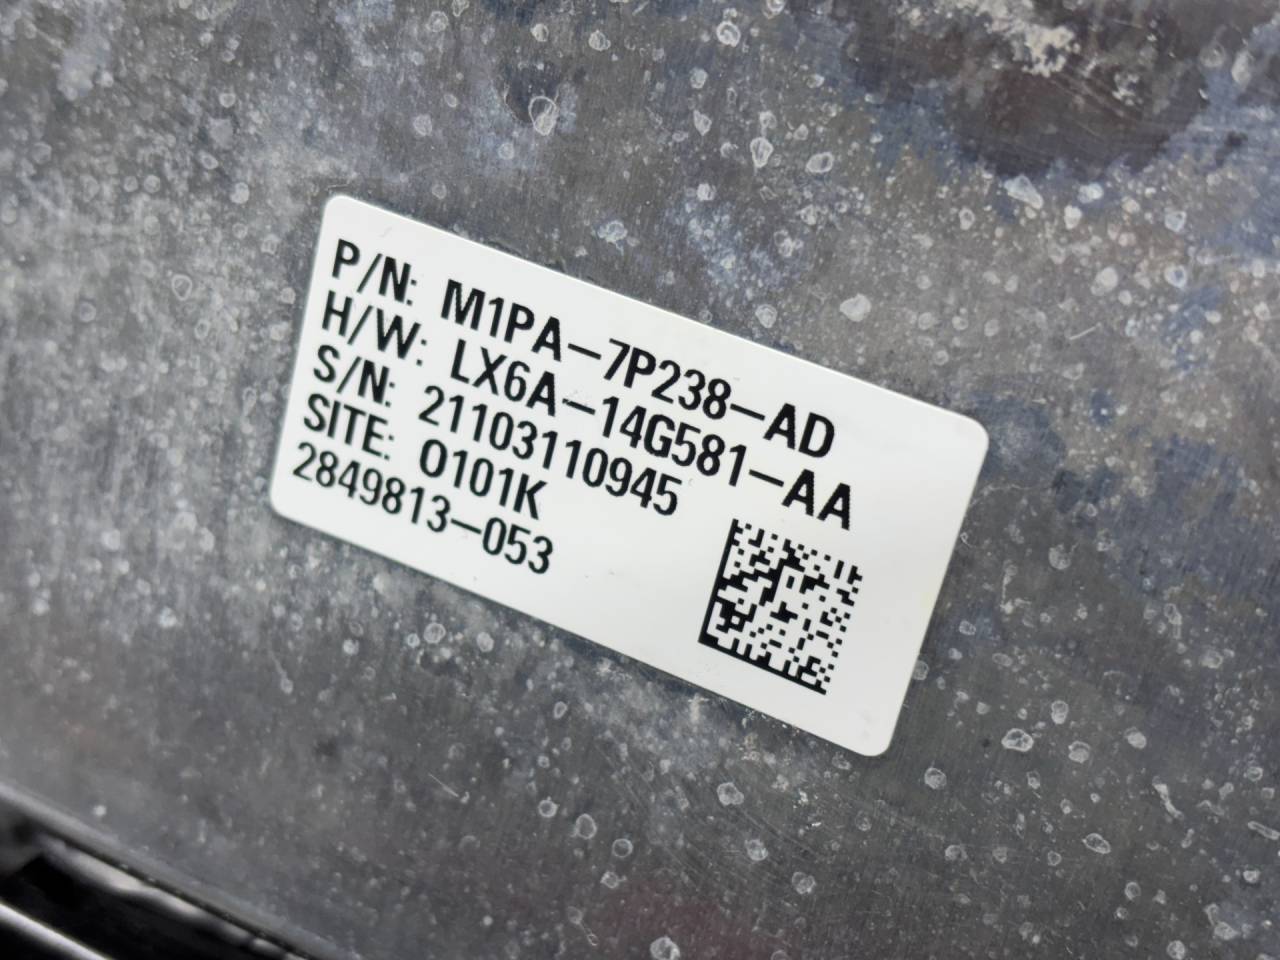 P/N: M1PA-7P238-AD
H/W: LX6A-14G581-AA
S/N: 21103110945
SITE: 0101K
2849813-053